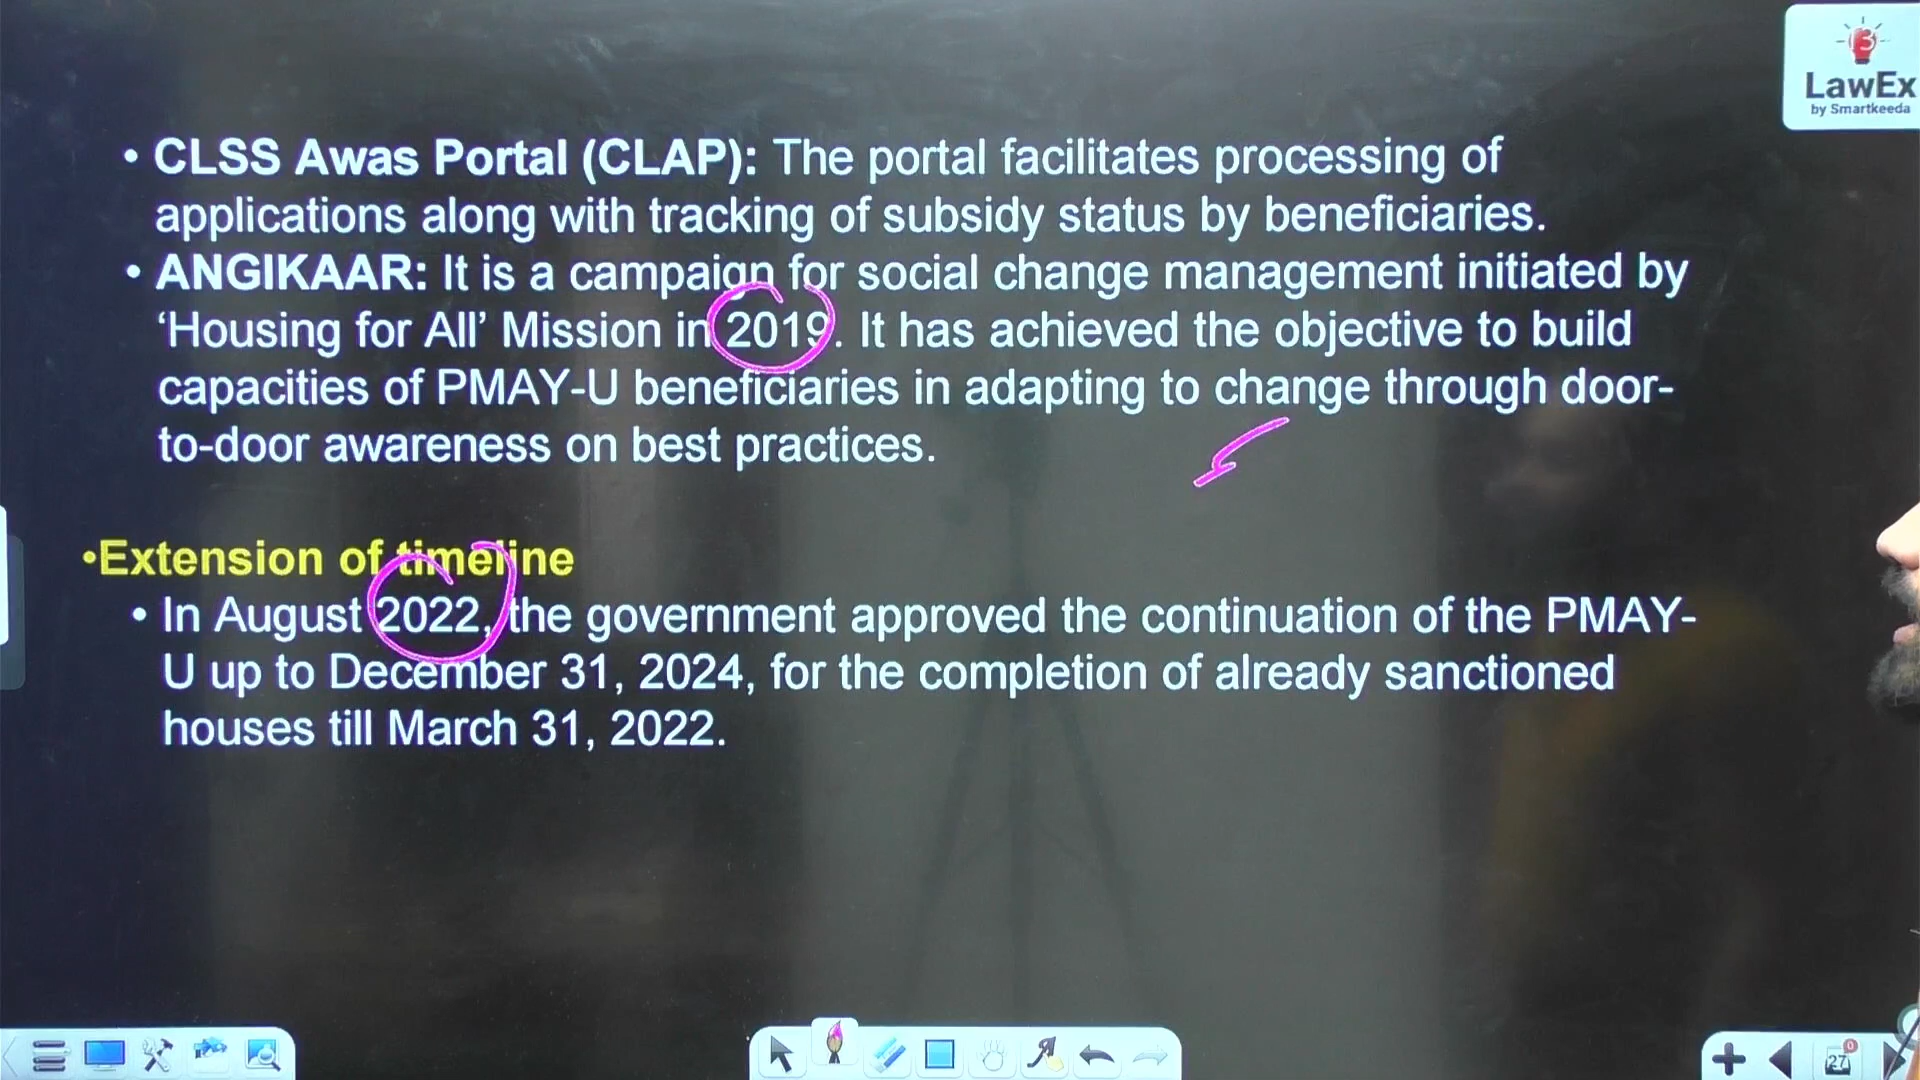 LawEx
by Smartkeeda
• CLSS Awas Portal (CLAP): The portal facilitates processing of
applications along with tracking of subsidy status by beneficiaries.
• ANGIKAAR: It is a campaign for social change management initiated by
‘Housing for All’ Mission in 2019. It has achieved the objective to build
capacities of PMAY-U beneficiaries in adapting to change through door-
to-door awareness on best practices.
•Extension of timeline
• In August 2022, the government approved the continuation of the PMAY-
U up to December 31, 2024, for the completion of already sanctioned
houses till March 31, 2022.
27
0